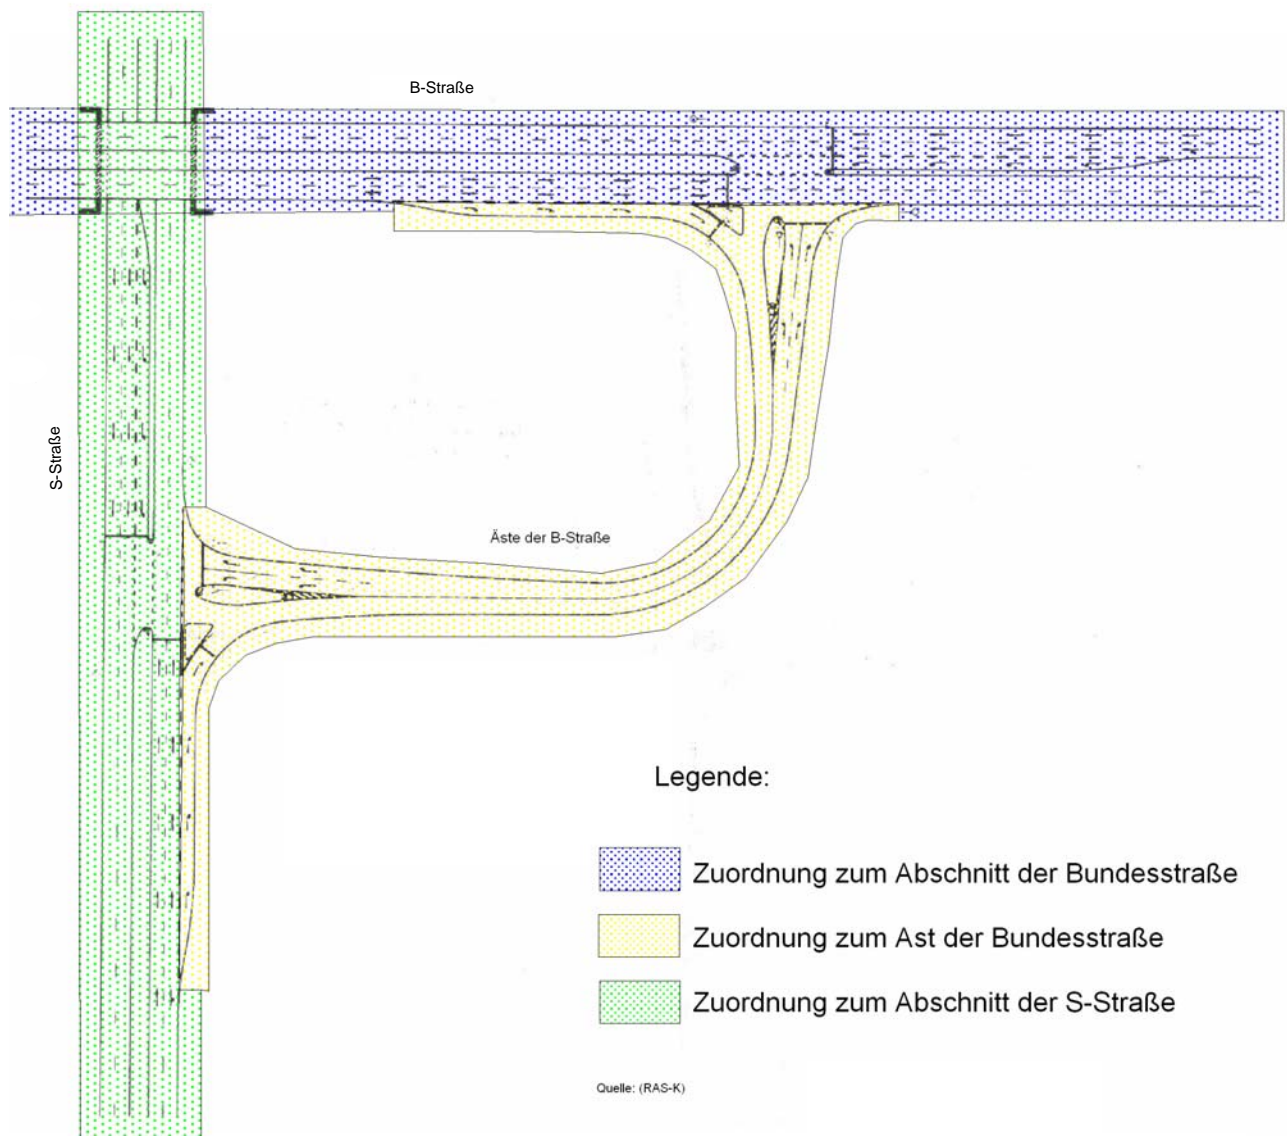 B-Straße
S-Straße
Äste der B-Straße
Legende:
Zuordnung zum Abschnitt der Bundesstraße
Zuordnung zum Ast der Bundesstraße
Zuordnung zum Abschnitt der S-Straße
Quelle: (RAS-K)